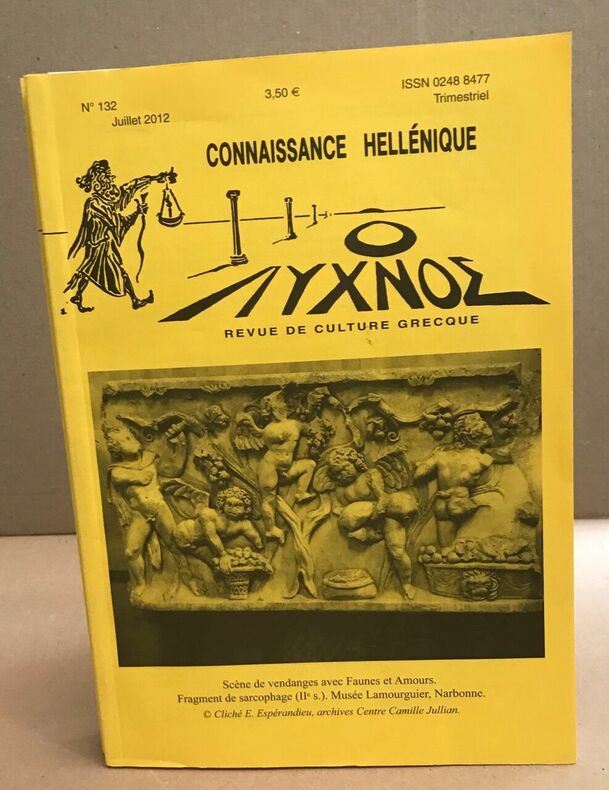 N° 132
Juillet 2012
3,50 €
ISSN 0248 8477
Trimestriel
CONNAISSANCE HELLÉNIQUE
Ο
ΛΥΧΝΟΣ
REVUE DE CULTURE GRECQUE
Scène de vendanges avec Faunes et Amours.
Fragment de sarcophage (IIe s.). Musée Lamourguier, Narbonne.
© Cliché E. Espérandieu, archives Centre Camille Jullian.